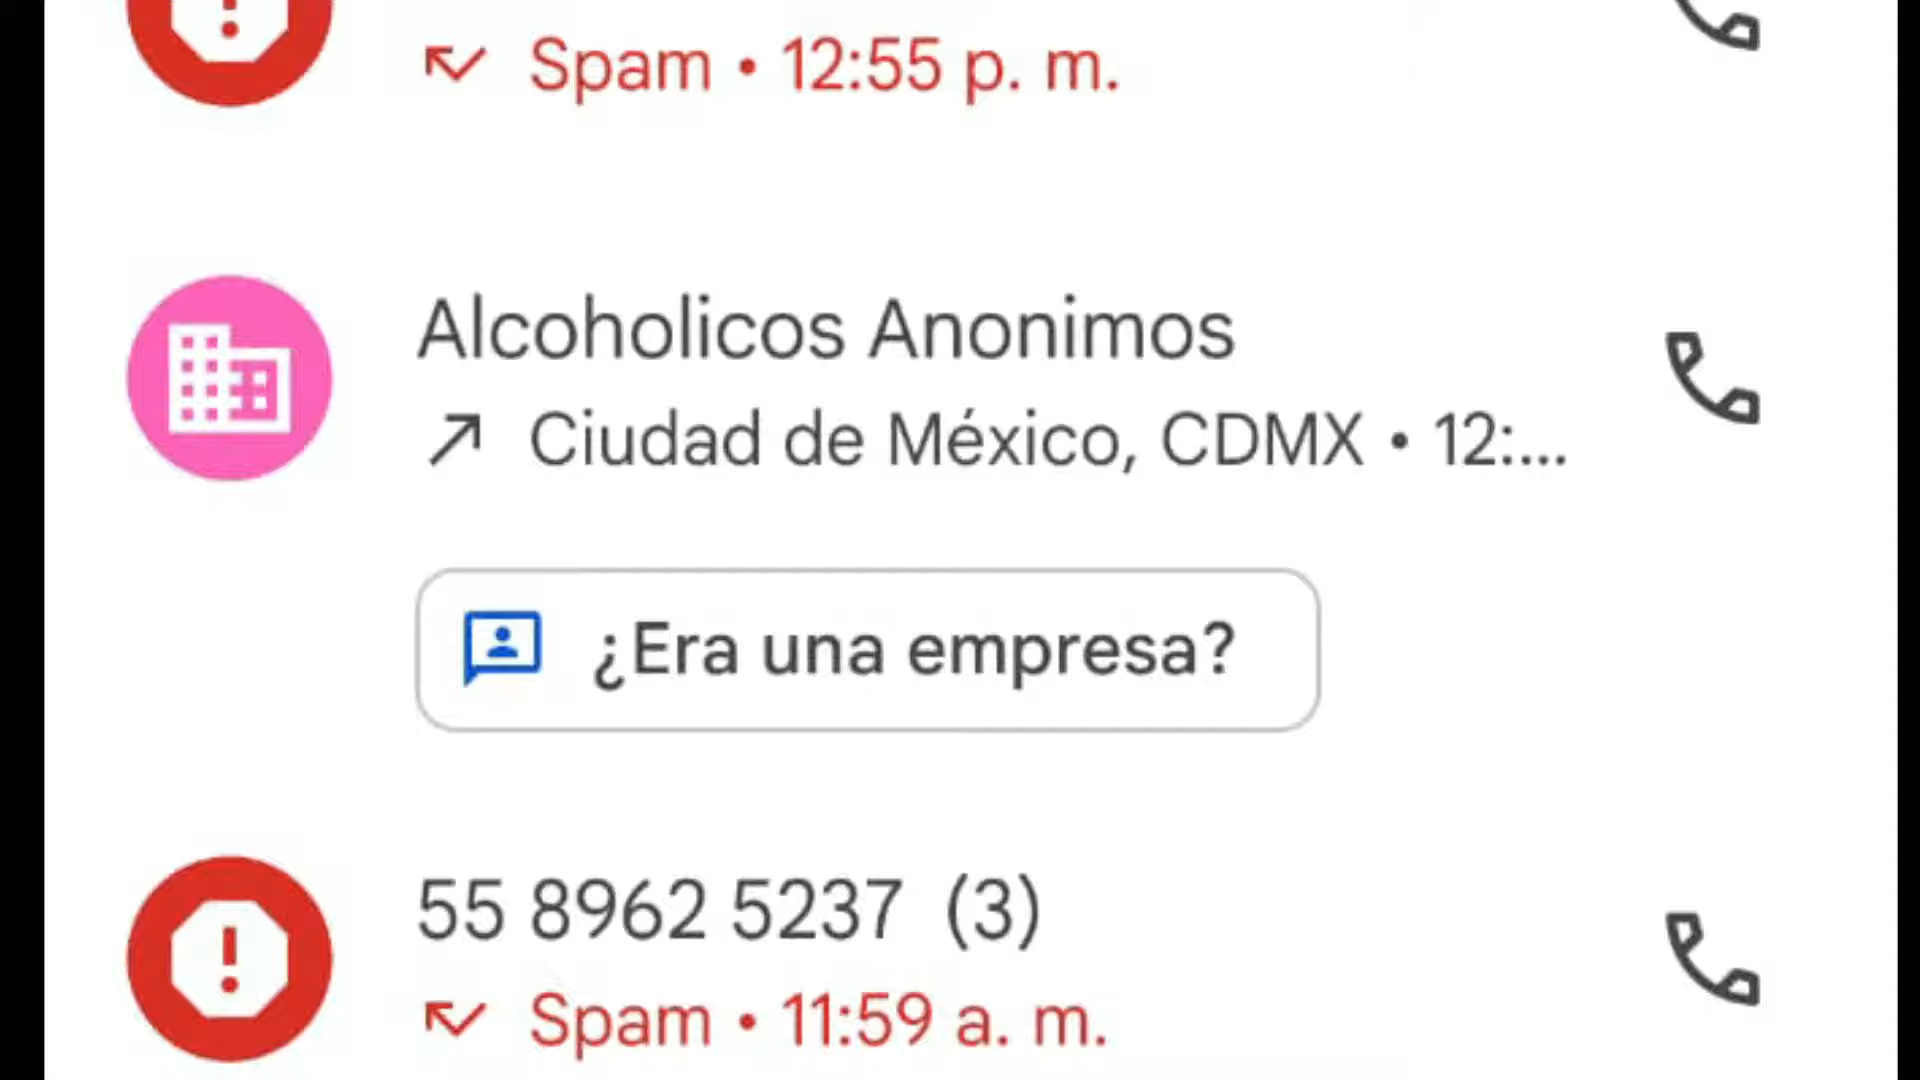 Spam • 12:55 p. m.
Alcoholicos Anonimos
Ciudad de México, CDMX • 12:...
¿Era una empresa?
55 8962 5237 (3)
Spam • 11:59 a. m.